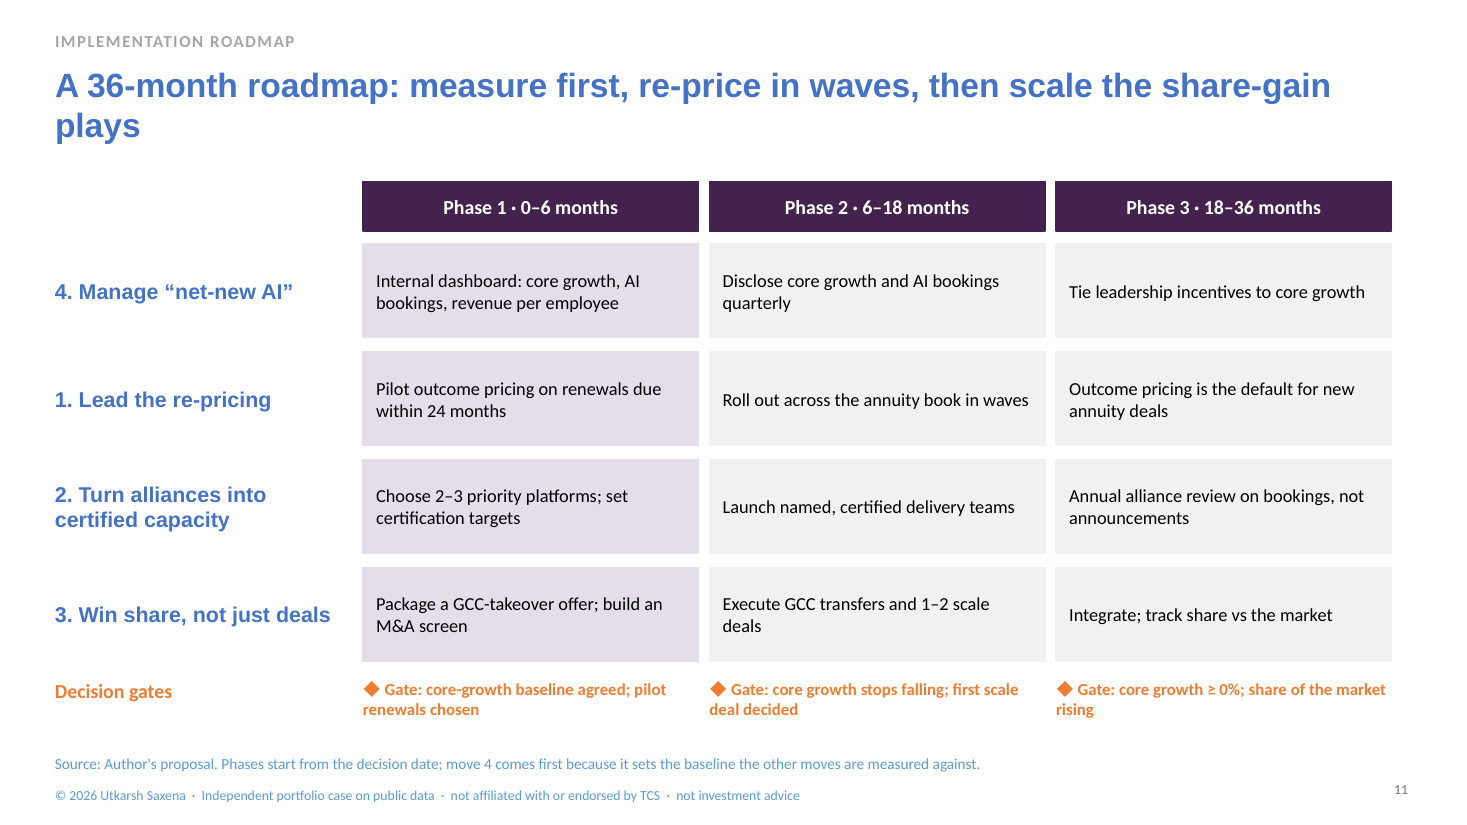 IMPLEMENTATION ROADMAP
A 36-month roadmap: measure first, re-price in waves, then scale the share-gain
plays
Phase 1 · 0–6 months
Phase 2 · 6–18 months
Phase 3 · 18–36 months
4. Manage “net-new AI”
Internal dashboard: core growth, AI
bookings, revenue per employee
Disclose core growth and AI bookings
quarterly
Tie leadership incentives to core growth
1. Lead the re-pricing
Pilot outcome pricing on renewals due
within 24 months
Roll out across the annuity book in waves
Outcome pricing is the default for new
annuity deals
2. Turn alliances into
certified capacity
Choose 2–3 priority platforms; set
certification targets
Launch named, certified delivery teams
Annual alliance review on bookings, not
announcements
3. Win share, not just deals
Package a GCC-takeover offer; build an
M&A screen
Execute GCC transfers and 1–2 scale
deals
Integrate; track share vs the market
Decision gates
◆ Gate: core-growth baseline agreed; pilot
renewals chosen
◆ Gate: core growth stops falling; first scale
deal decided
◆ Gate: core growth ≥ 0%; share of the market
rising
Source: Author's proposal. Phases start from the decision date; move 4 comes first because it sets the baseline the other moves are measured against.
© 2026 Utkarsh Saxena · Independent portfolio case on public data · not affiliated with or endorsed by TCS · not investment advice
11